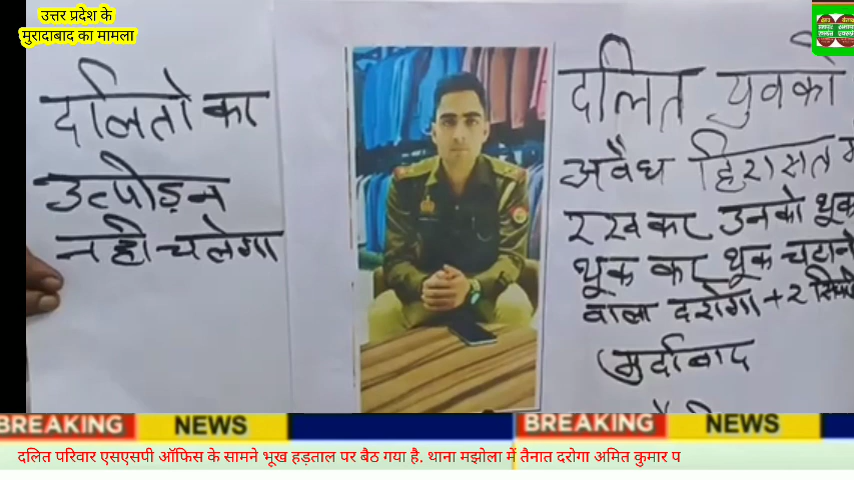 उत्तर प्रदेश के
मुरादाबाद का मामला
दलितो का
उत्पीड़न
नही चलेगा
दलित युवको
अवैध हिरासत मे
रखकर उनको थूक
थूक कर थूक चटाने
वाला दरोगा + 2 सिपाही
मुर्दाबाद
BREAKING NEWS
BREAKING NEWS
दलित परिवार एसएसपी ऑफिस के सामने भूख हड़ताल पर बैठ गया है. थाना मझोला में तैनात दरोगा अमित कुमार प